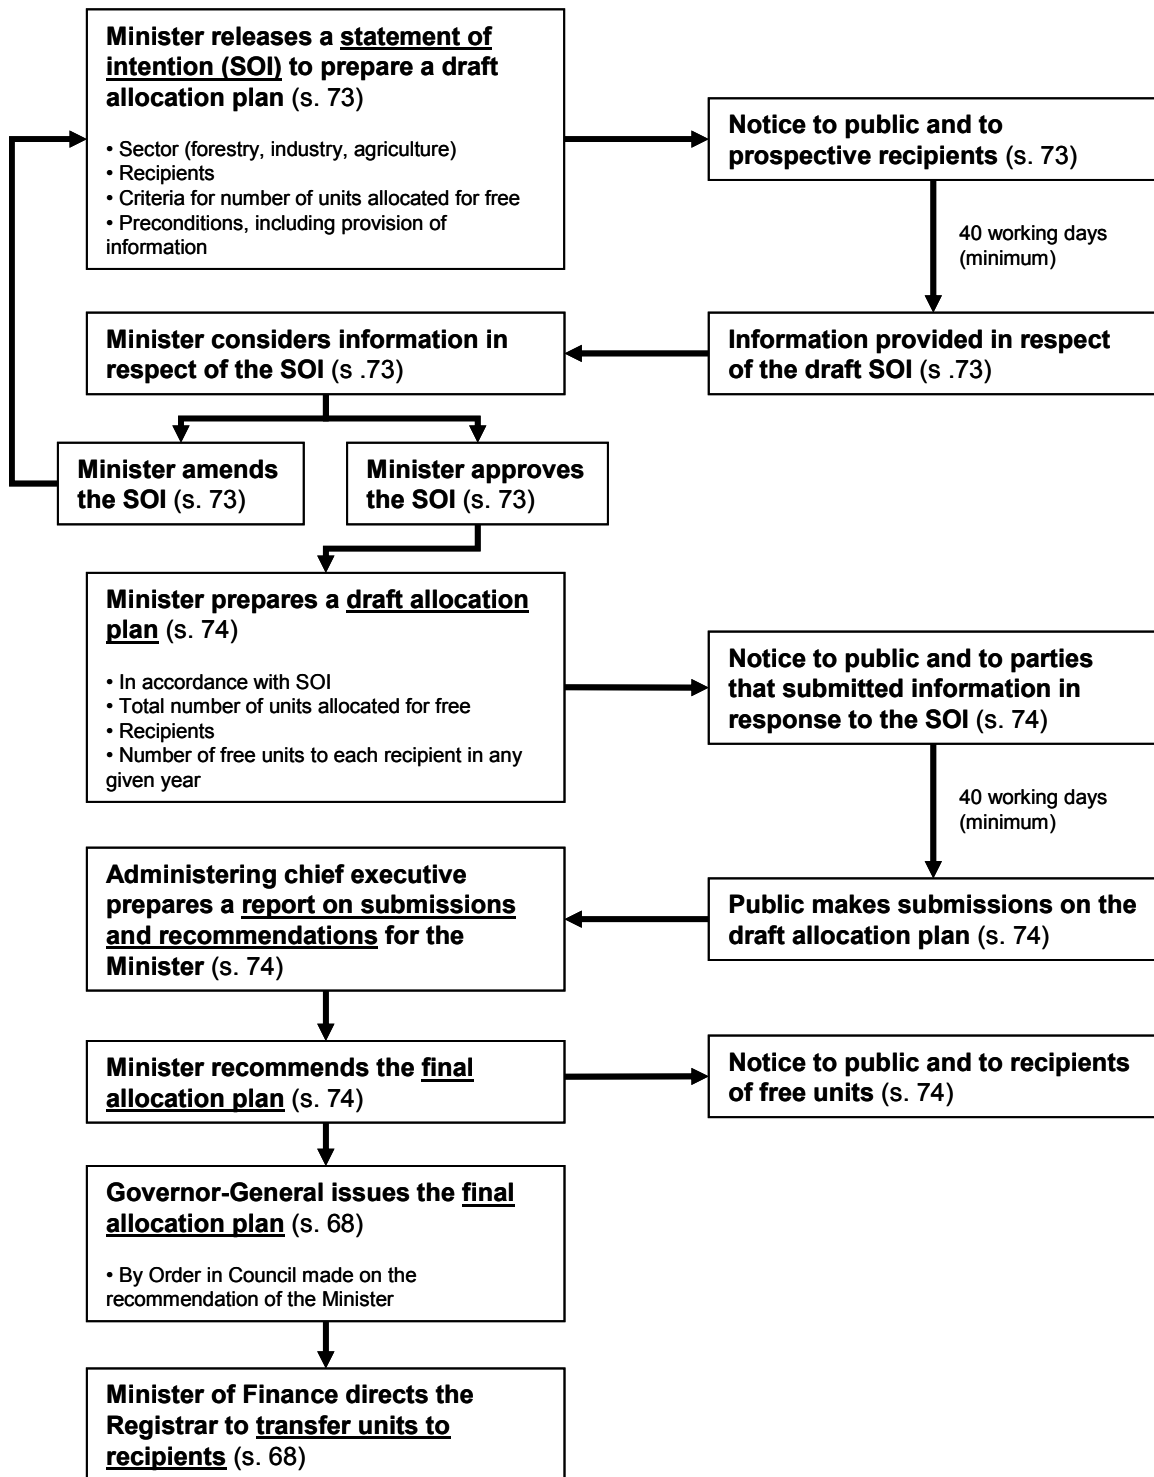 Minister releases a statement of
intention (SOI) to prepare a draft
allocation plan (s. 73)
• Sector (forestry, industry, agriculture)
• Recipients
• Criteria for number of units allocated for free
• Preconditions, including provision of
information
Notice to public and to
prospective recipients (s. 73)
40 working days
(minimum)
Information provided in respect
of the draft SOI (s .73)
Minister considers information in
respect of the SOI (s .73)
Minister amends
the SOI (s. 73)
Minister approves
the SOI (s. 73)
Minister prepares a draft allocation
plan (s. 74)
• In accordance with SOI
• Total number of units allocated for free
• Recipients
• Number of free units to each recipient in any
given year
Notice to public and to parties
that submitted information in
response to the SOI (s. 74)
40 working days
(minimum)
Public makes submissions on the
draft allocation plan (s. 74)
Administering chief executive
prepares a report on submissions
and recommendations for the
Minister (s. 74)
Minister recommends the final
allocation plan (s. 74)
Notice to public and to recipients
of free units (s. 74)
Governor-General issues the final
allocation plan (s. 68)
• By Order in Council made on the
recommendation of the Minister
Minister of Finance directs the
Registrar to transfer units to
recipients (s. 68)